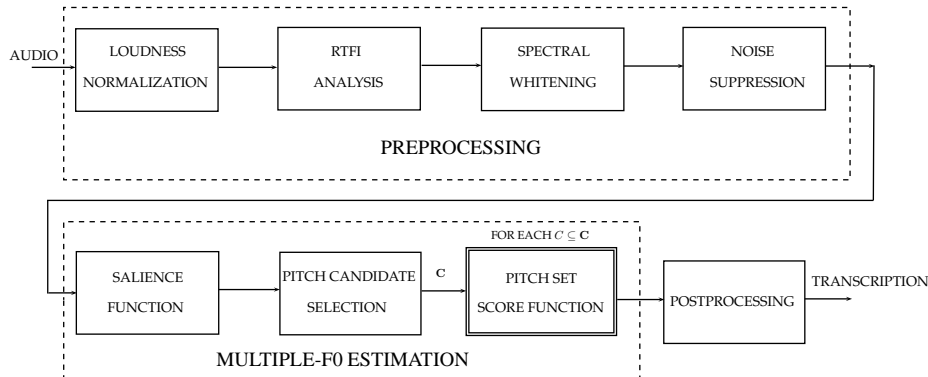 AUDIO
LOUDNESS
NORMALIZATION
RTFI
ANALYSIS
SPECTRAL
WHITENING
NOISE
SUPPRESSION
PREPROCESSING
FOR EACH C ⊆ C
SALIENCE
FUNCTION
PITCH CANDIDATE
SELECTION
C
PITCH SET
SCORE FUNCTION
POSTPROCESSING
TRANSCRIPTION
MULTIPLE-F0 ESTIMATION